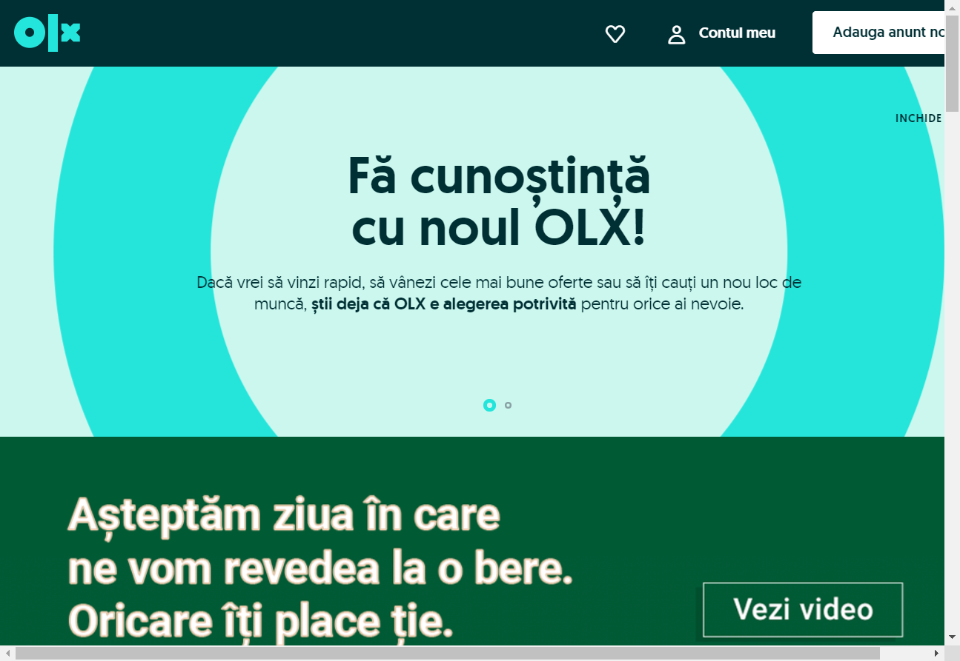 olx
Contul meu
Adauga anunt no
INCHIDE
Fă cunoștință
cu noul OLX!
Dacă vrei să vinzi rapid, să vânezi cele mai bune oferte sau să îți cauți un nou loc de
muncă, știi deja că OLX e alegerea potrivită pentru orice ai nevoie.
Așteptăm ziua în care
ne vom revedea la o bere.
Oricare îți place ție.
Vezi video